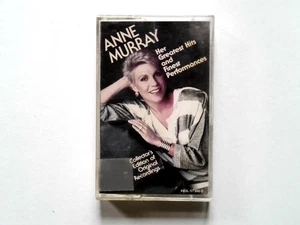 ANNE
MURRAY
Her
Greatest Hits
and
Finest
Performances
Collector's
Edition of
Original
Recordings